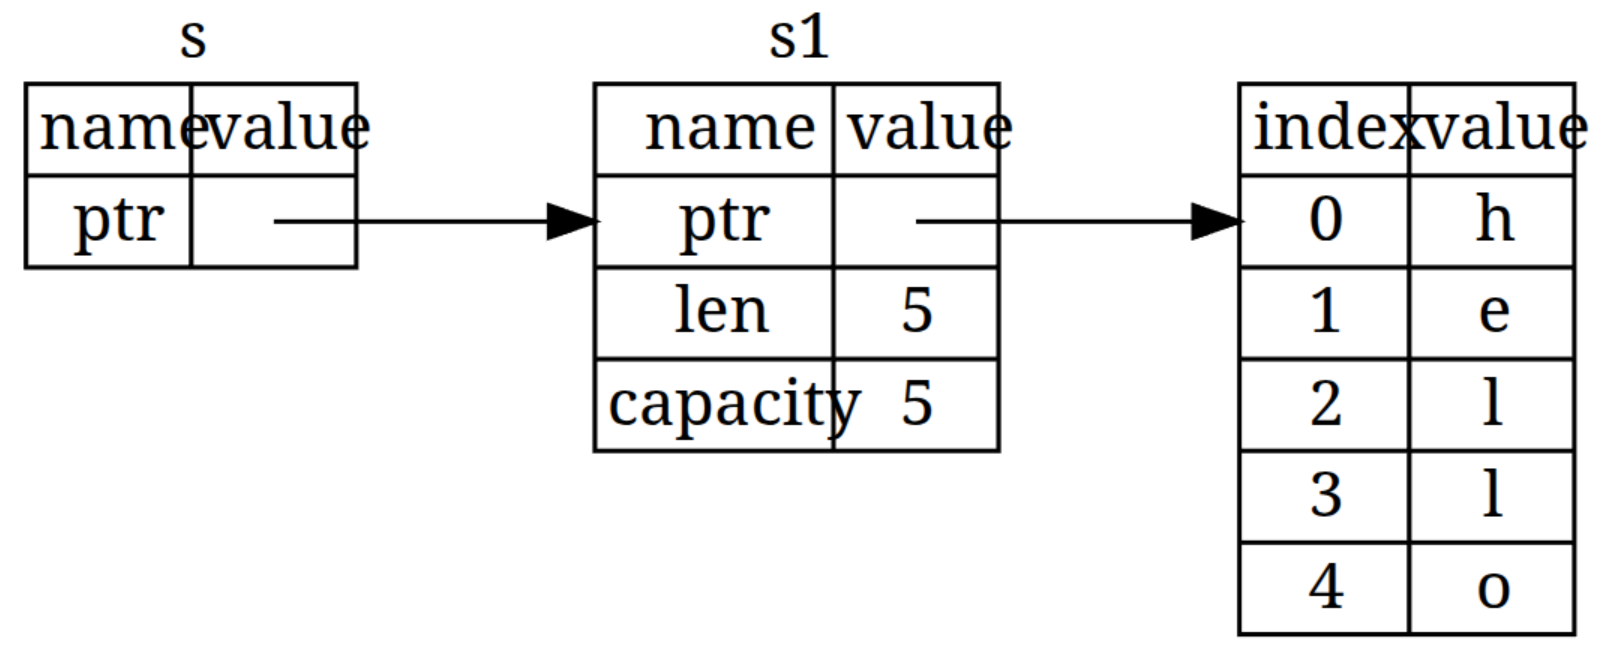 s
name value
ptr
s1
name value
ptr
len 5
capacity 5
index value
0 h
1 e
2 l
3 l
4 o